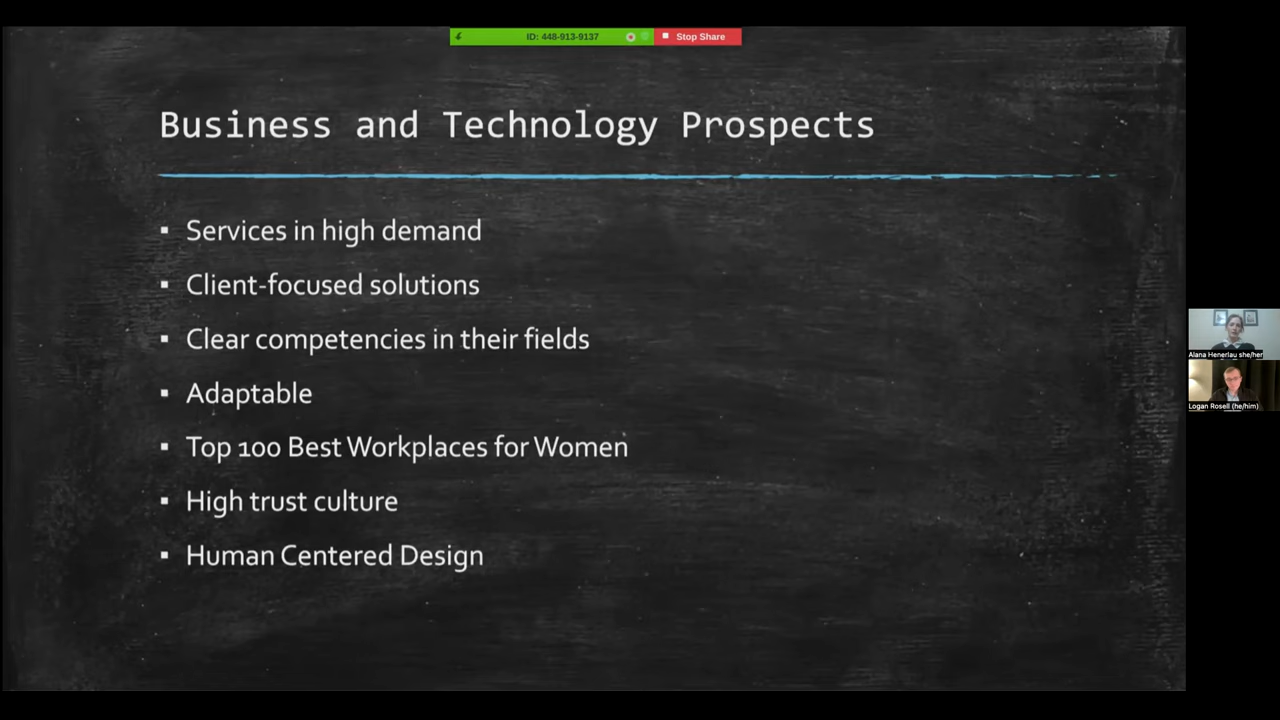 ID: 448-913-9137
Stop Share
Business and Technology Prospects
▪ Services in high demand
▪ Client-focused solutions
▪ Clear competencies in their fields
▪ Adaptable
▪ Top 100 Best Workplaces for Women
▪ High trust culture
▪ Human Centered Design
Alana Henerlau she/her
Logan Rosell (he/him)